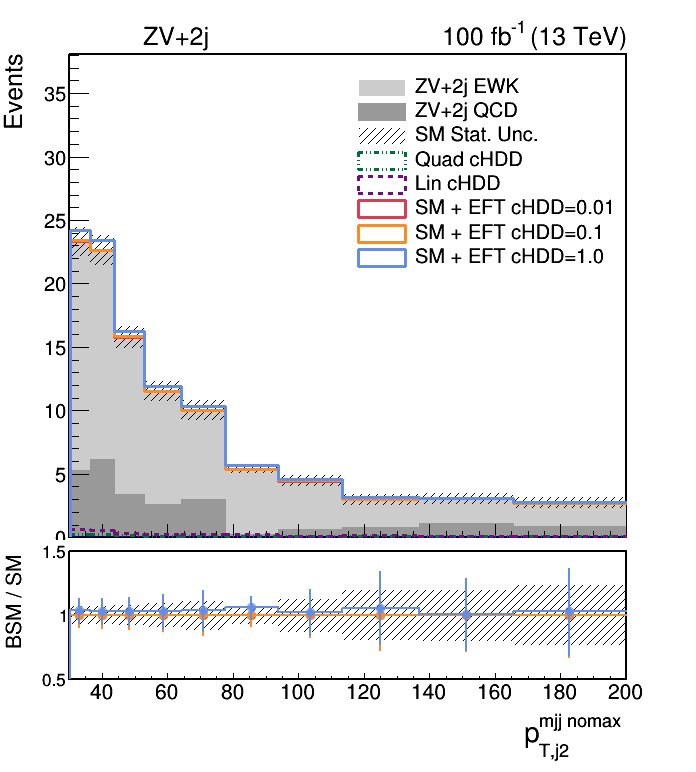 ZV+2j 100 fb⁻¹ (13 TeV)
Events
35
30
25
20
15
10
5
0
ZV+2j EWK
ZV+2j QCD
SM Stat. Unc.
Quad cHDD
Lin cHDD
SM + EFT cHDD=0.01
SM + EFT cHDD=0.1
SM + EFT cHDD=1.0
BSM / SM
1.5
1
0.5
40 60 80 100 120 140 160 180 200
p_{T,j2}^{mjj nomax}